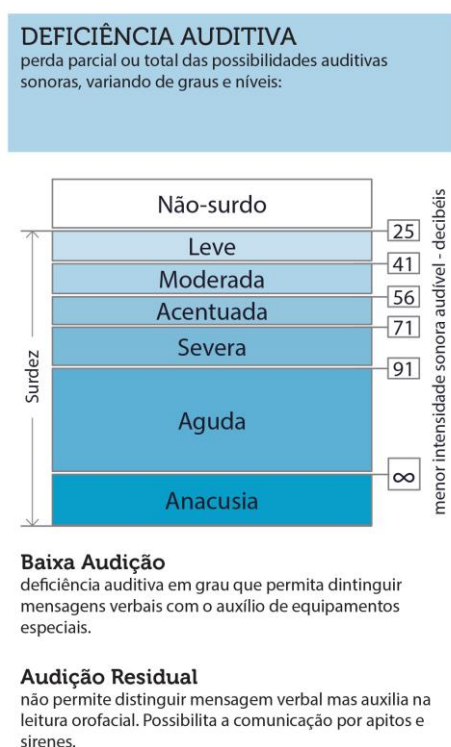 DEFICIÊNCIA AUDITIVA
perda parcial ou total das possibilidades auditivas
sonoras, variando de graus e níveis:
Não-surdo
25
Leve
41
Moderada
56
Acentuada
71
Severa
91
Aguda
∞
Anacusia
Surdez
menor intensidade sonora audível - decibéis
Baixa Audição
deficiência auditiva em grau que permita dintinguir
mensagens verbais com o auxílio de equipamentos
especiais.
Audição Residual
não permite distinguir mensagem verbal mas auxilia na
leitura orofacial. Possibilita a comunicação por apitos e
sirenes.